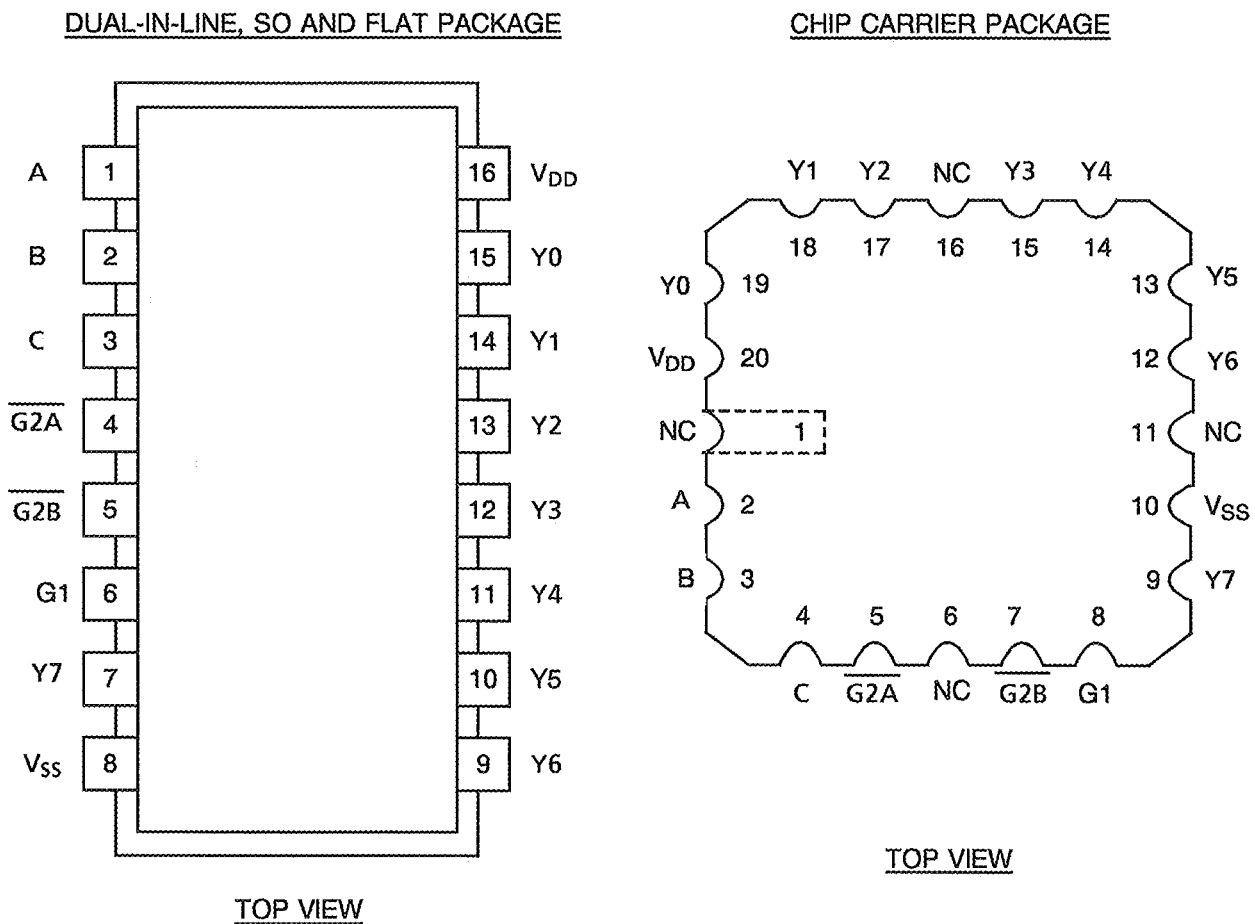 DUAL-IN-LINE, SO AND FLAT PACKAGE
A 1 16 VDD
B 2 15 Y0
C 3 14 Y1
G2A 4 13 Y2
G2B 5 12 Y3
G1 6 11 Y4
Y7 7 10 Y5
VSS 8 9 Y6
TOP VIEW
CHIP CARRIER PACKAGE
Y1 Y2 NC Y3 Y4
18 17 16 15 14
Y0 19 13 Y5
VDD 20 12 Y6
NC 1 11 NC
A 2 10 VSS
B 3 9 Y7
4 5 6 7 8
C G2A NC G2B G1
TOP VIEW